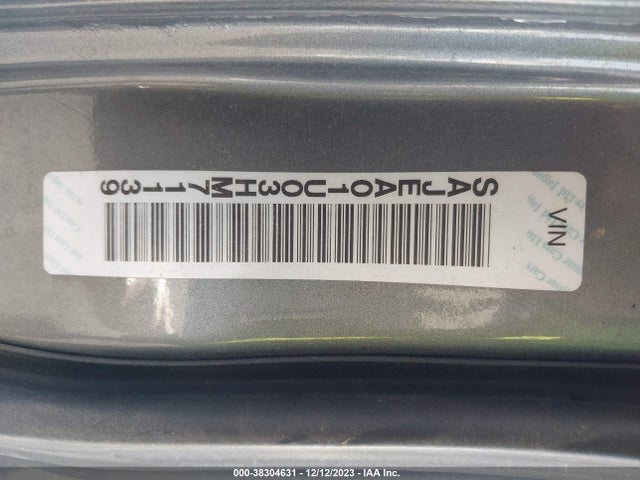 VIN
SAJEA01U03HM71139
000-38304631 - 12/12/2023 - IAA Inc.